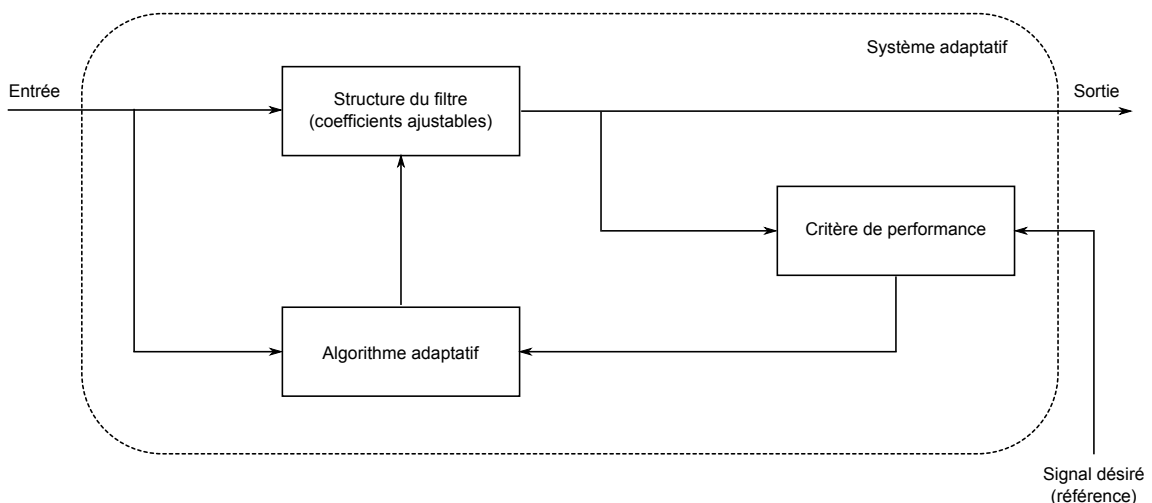 Système adaptatif
Entrée
Structure du filtre
(coefficients ajustables)
Sortie
Critère de performance
Algorithme adaptatif
Signal désiré
(référence)